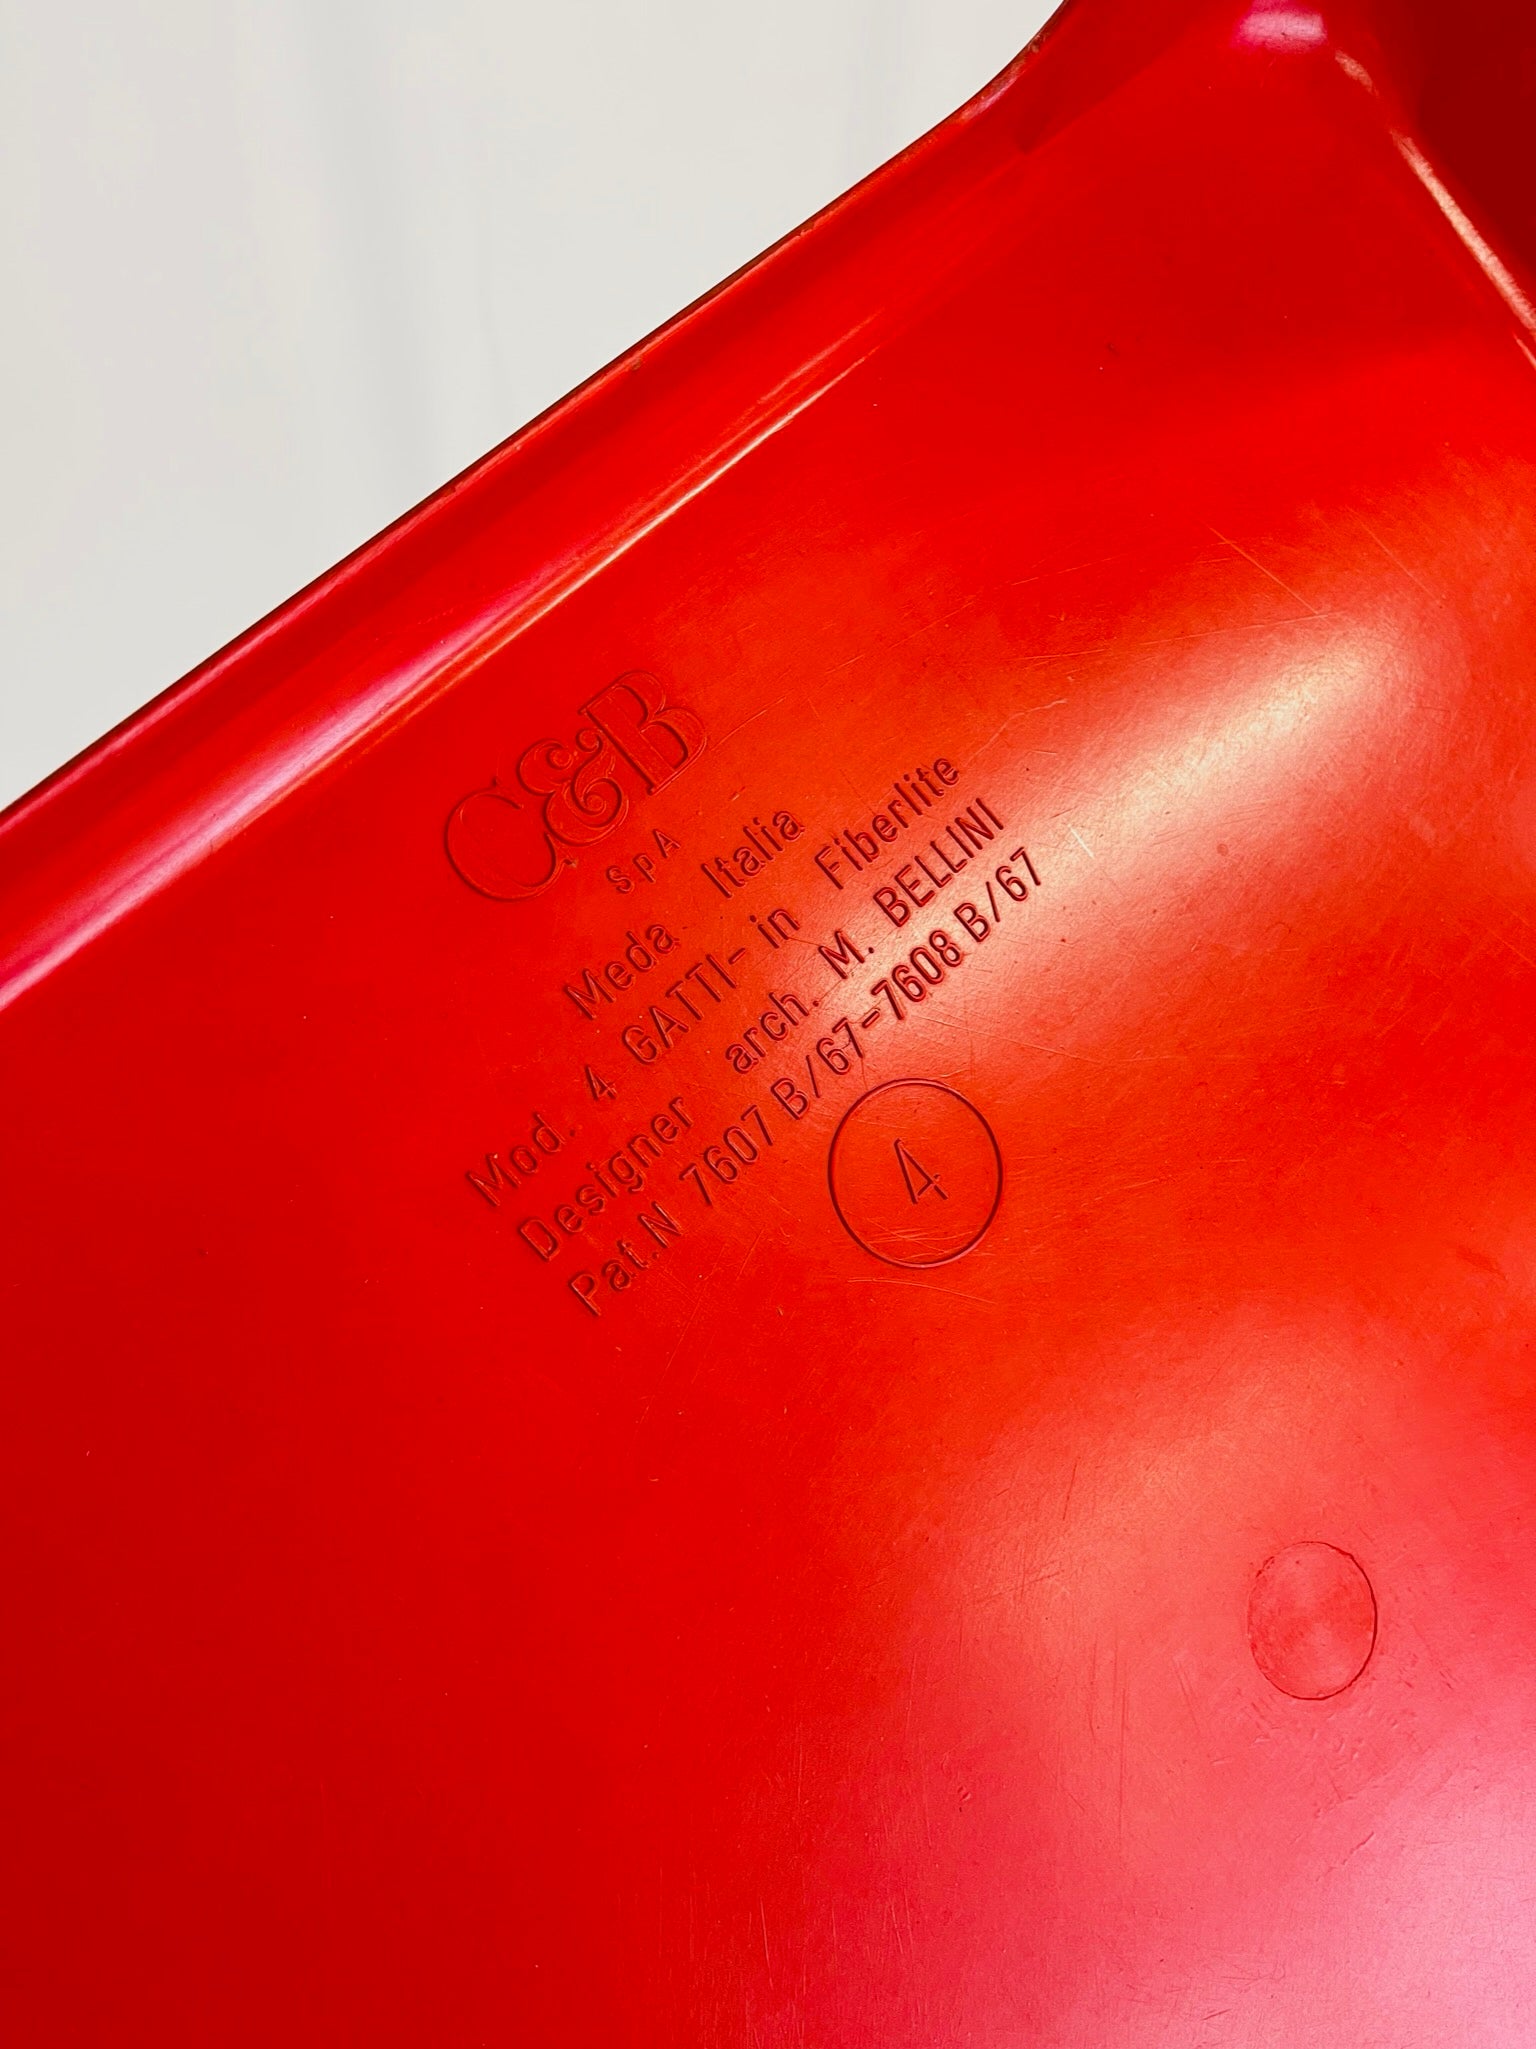 C&B
SpA
Meda Italia
Mod. 4 GATTI- in Fiberlite
Designer arch. M. BELLINI
Pat.N 7607 B/67-7608 B/67
4